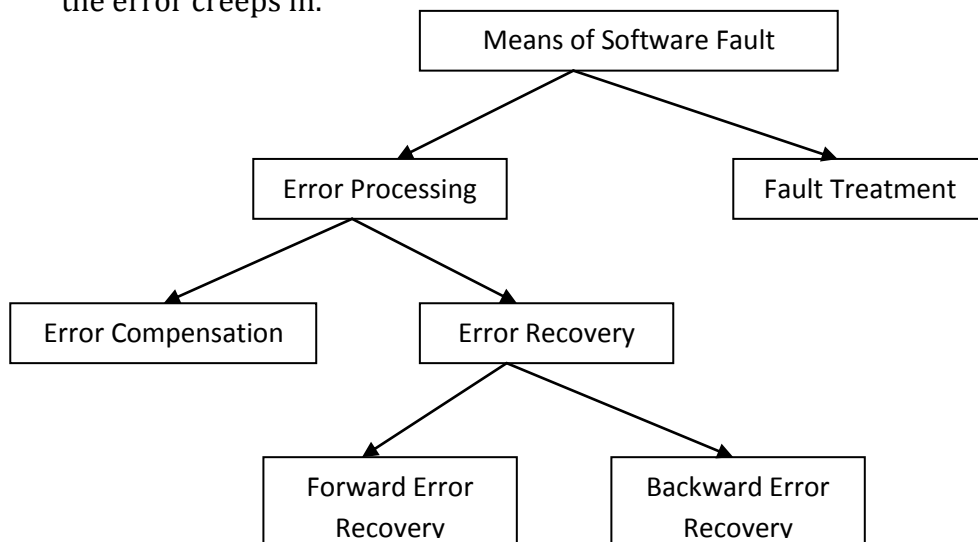 the error creeps in.
Means of Software Fault
Error Processing
Fault Treatment
Error Compensation
Error Recovery
Forward Error
Recovery
Backward Error
Recovery